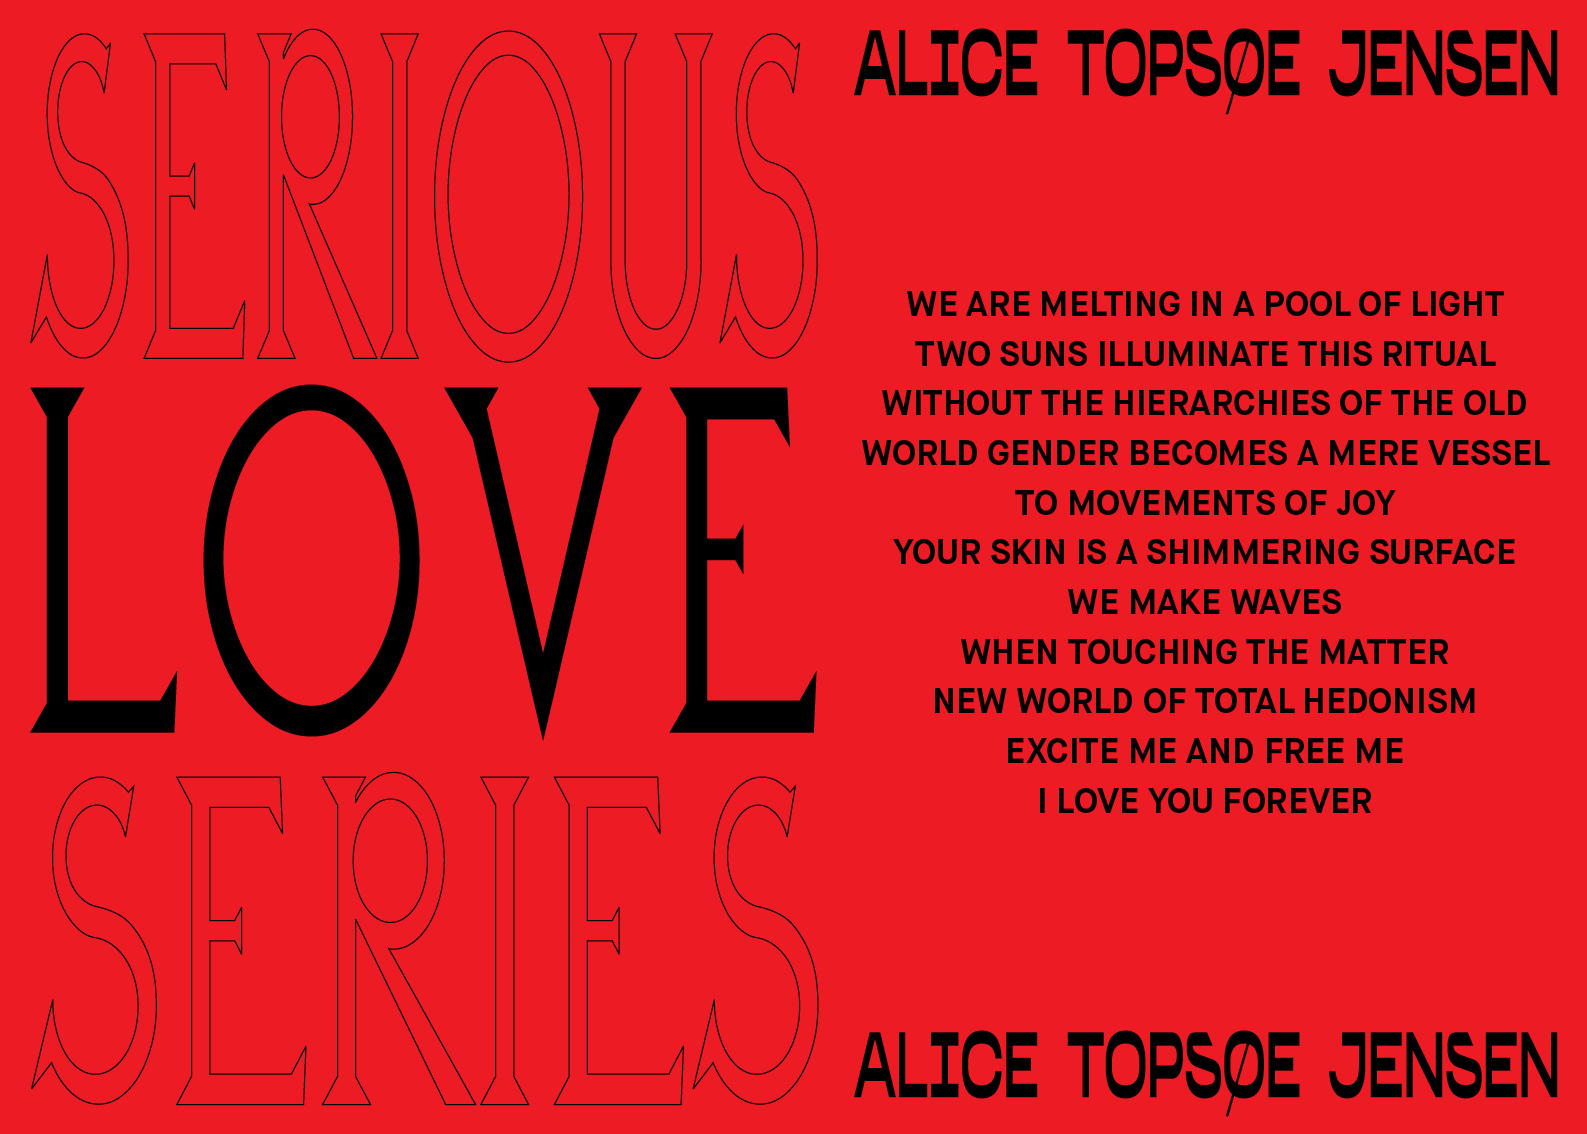 SERIOUS
LOVE
SERIES
ALICE TOPSØE JENSEN
WE ARE MELTING IN A POOL OF LIGHT
TWO SUNS ILLUMINATE THIS RITUAL
WITHOUT THE HIERARCHIES OF THE OLD
WORLD GENDER BECOMES A MERE VESSEL
TO MOVEMENTS OF JOY
YOUR SKIN IS A SHIMMERING SURFACE
WE MAKE WAVES
WHEN TOUCHING THE MATTER
NEW WORLD OF TOTAL HEDONISM
EXCITE ME AND FREE ME
I LOVE YOU FOREVER
ALICE TOPSØE JENSEN